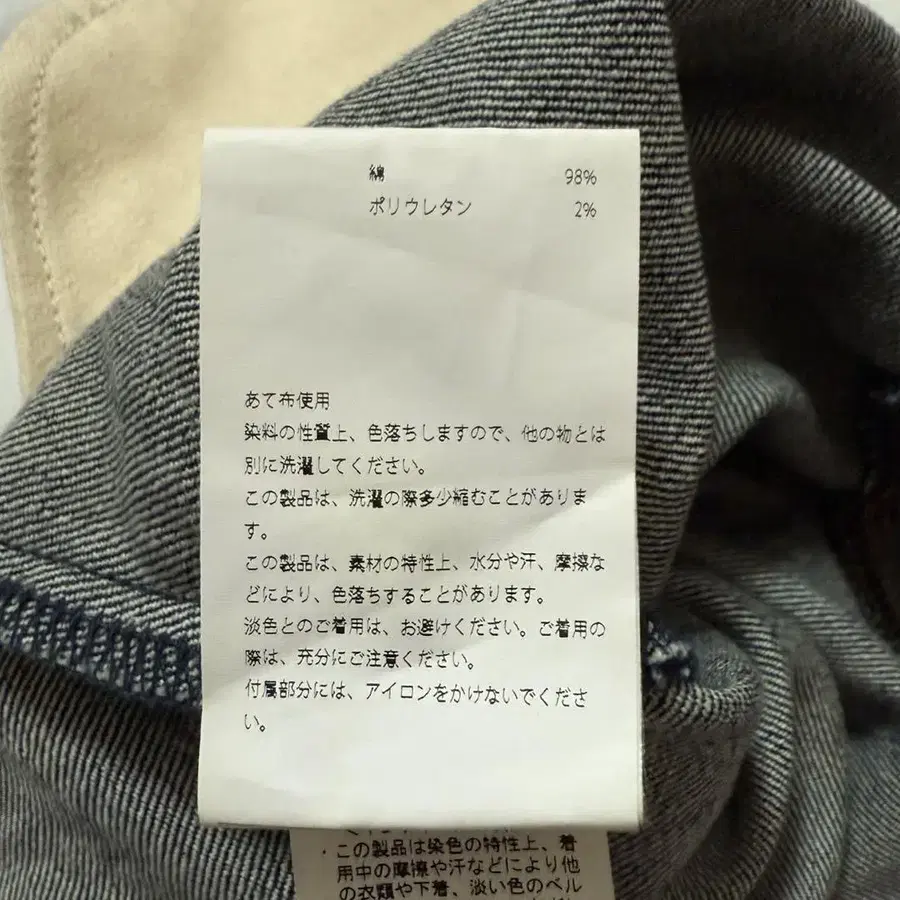 綿 98%
ポリウレタン 2%
あて布使用
染料の性質上、色落ちしますので、他の物とは
別に洗濯してください。
この製品は、洗濯の際多少縮むことがありま
す。
この製品は、素材の特性上、水分や汗、摩擦な
どにより、色落ちすることがあります。
淡色とのご着用は、お避けください。ご着用の
際は、充分にご注意ください。
付属部分には、アイロンをかけないでくださ
い。
・この製品は染色の特性上、着
用中の摩擦や汗などにより他
の衣類や下着、淡い色のベル